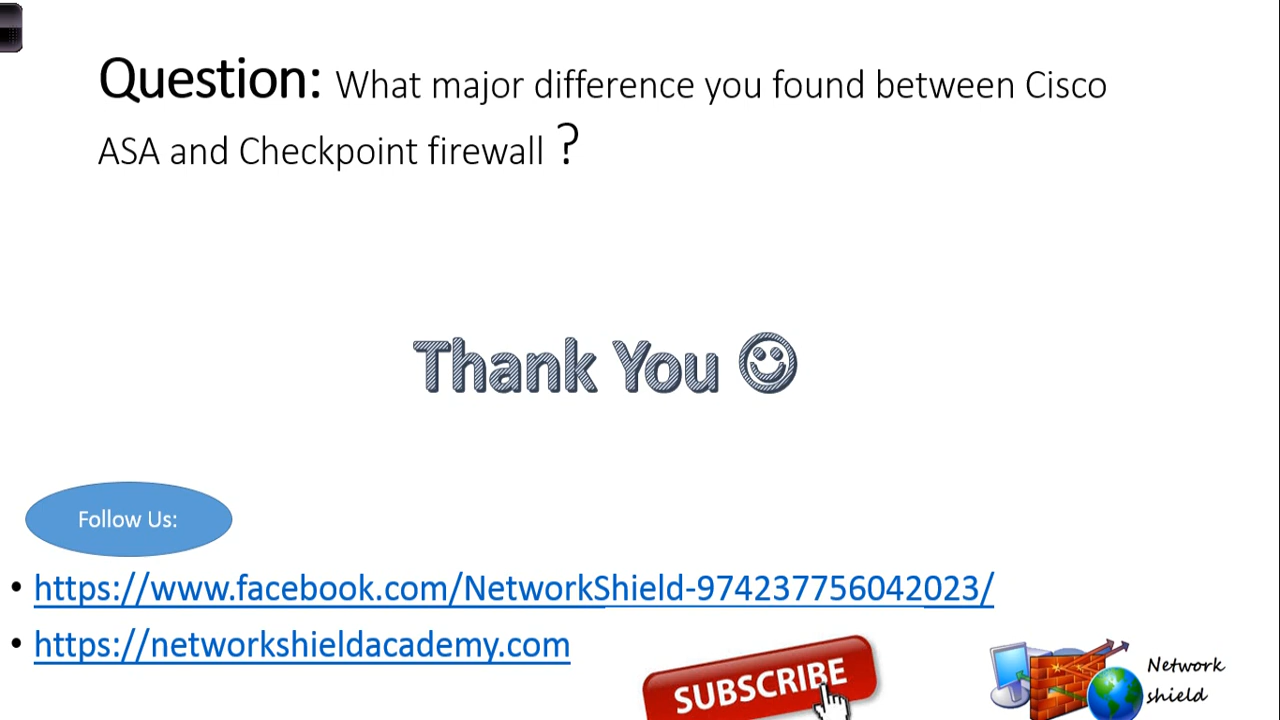 Question: What major difference you found between Cisco
ASA and Checkpoint firewall ?
Thank You ☺
Follow Us:
• https://www.facebook.com/NetworkShield-974237756042023/
• https://networkshieldacademy.com
SUBSCRIBE
Network
shield